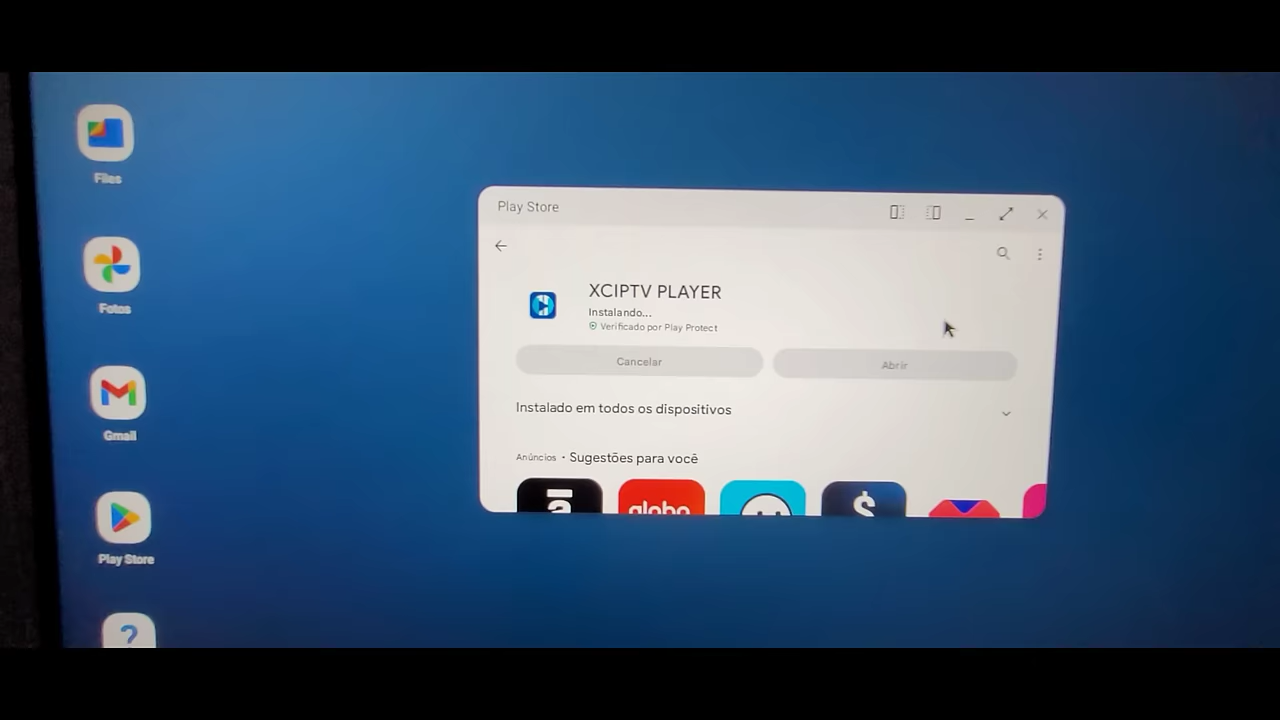 Files
Fotos
Gmail
Play Store
Play Store
XCIPTV PLAYER
Instalando...
Verificado por Play Protect
Cancelar
Abrir
Instalado em todos os dispositivos
Anúncios • Sugestões para você
globo